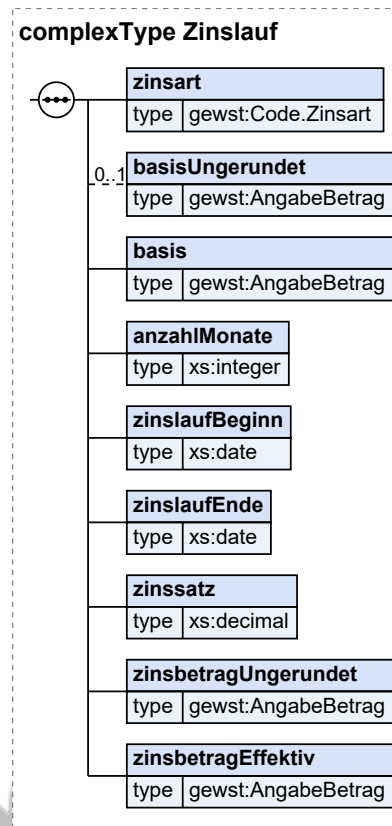 complexType Zinslauf
zinsart
type gewst:Code.Zinsart
0..1 basisUngerundet
type gewst:AngabeBetrag
basis
type gewst:AngabeBetrag
anzahlMonate
type xs:integer
zinslaufBeginn
type xs:date
zinslaufEnde
type xs:date
zinssatz
type xs:decimal
zinsbetragUngerundet
type gewst:AngabeBetrag
zinsbetragEffektiv
type gewst:AngabeBetrag